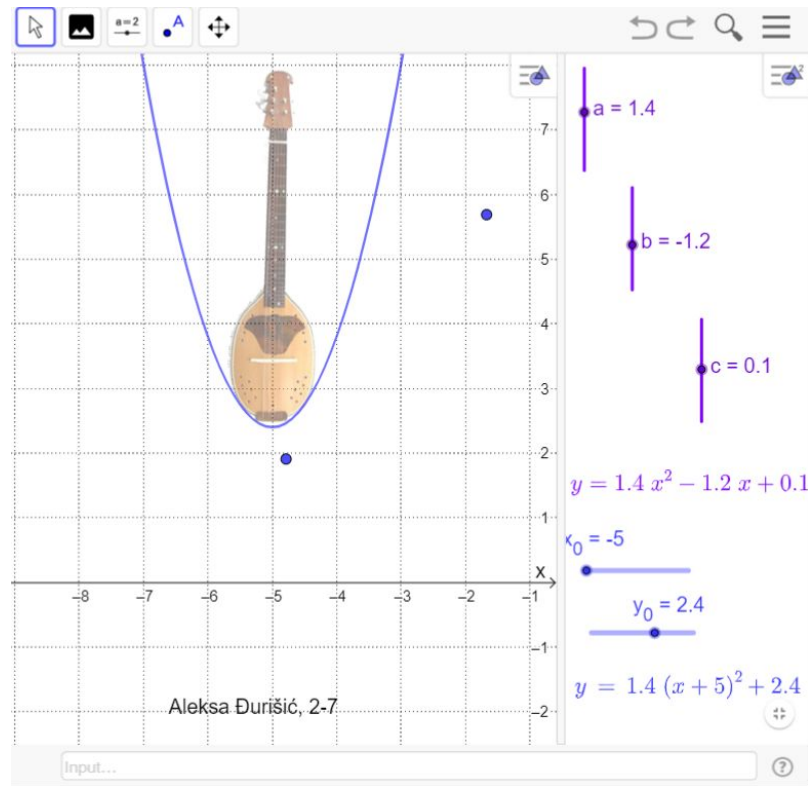 a=2
A
7
a = 1.4
6
5
b = -1.2
4
3
c = 0.1
2
y = 1.4 x² − 1.2 x + 0.1
1
x₀ = -5
x
–8 –7 –6 –5 –4 –3 –2 –1
y₀ = 2.4
–1
y = 1.4 (x + 5)² + 2.4
Aleksa Đurišić, 2-7
–2
Input...
?